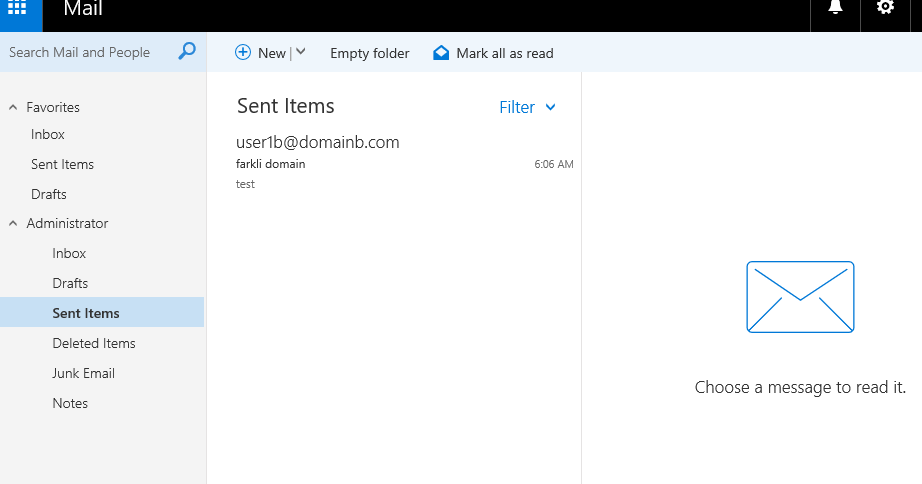 Mail
Search Mail and People
New
Empty folder
Mark all as read
Favorites
Inbox
Sent Items
Drafts
Administrator
Inbox
Drafts
Sent Items
Deleted Items
Junk Email
Notes
Sent Items
Filter
user1b@domainb.com
farkli domain 6:06 AM
test
Choose a message to read it.